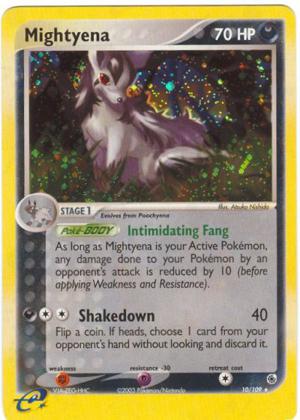 Mightyena 70 HP
Illus. Atsuko Nishida
STAGE 1
Evolves from Poochyena
Poké-BODY Intimidating Fang
As long as Mightyena is your Active Pokémon,
any damage done to your Pokémon by an
opponent's attack is reduced by 10 (before
applying Weakness and Resistance).
Shakedown 40
Flip a coin. If heads, choose 1 card from your
opponent's hand without looking and discard it.
weakness resistance -30 retreat cost
©2003 Pokémon/Nintendo 10/109
e